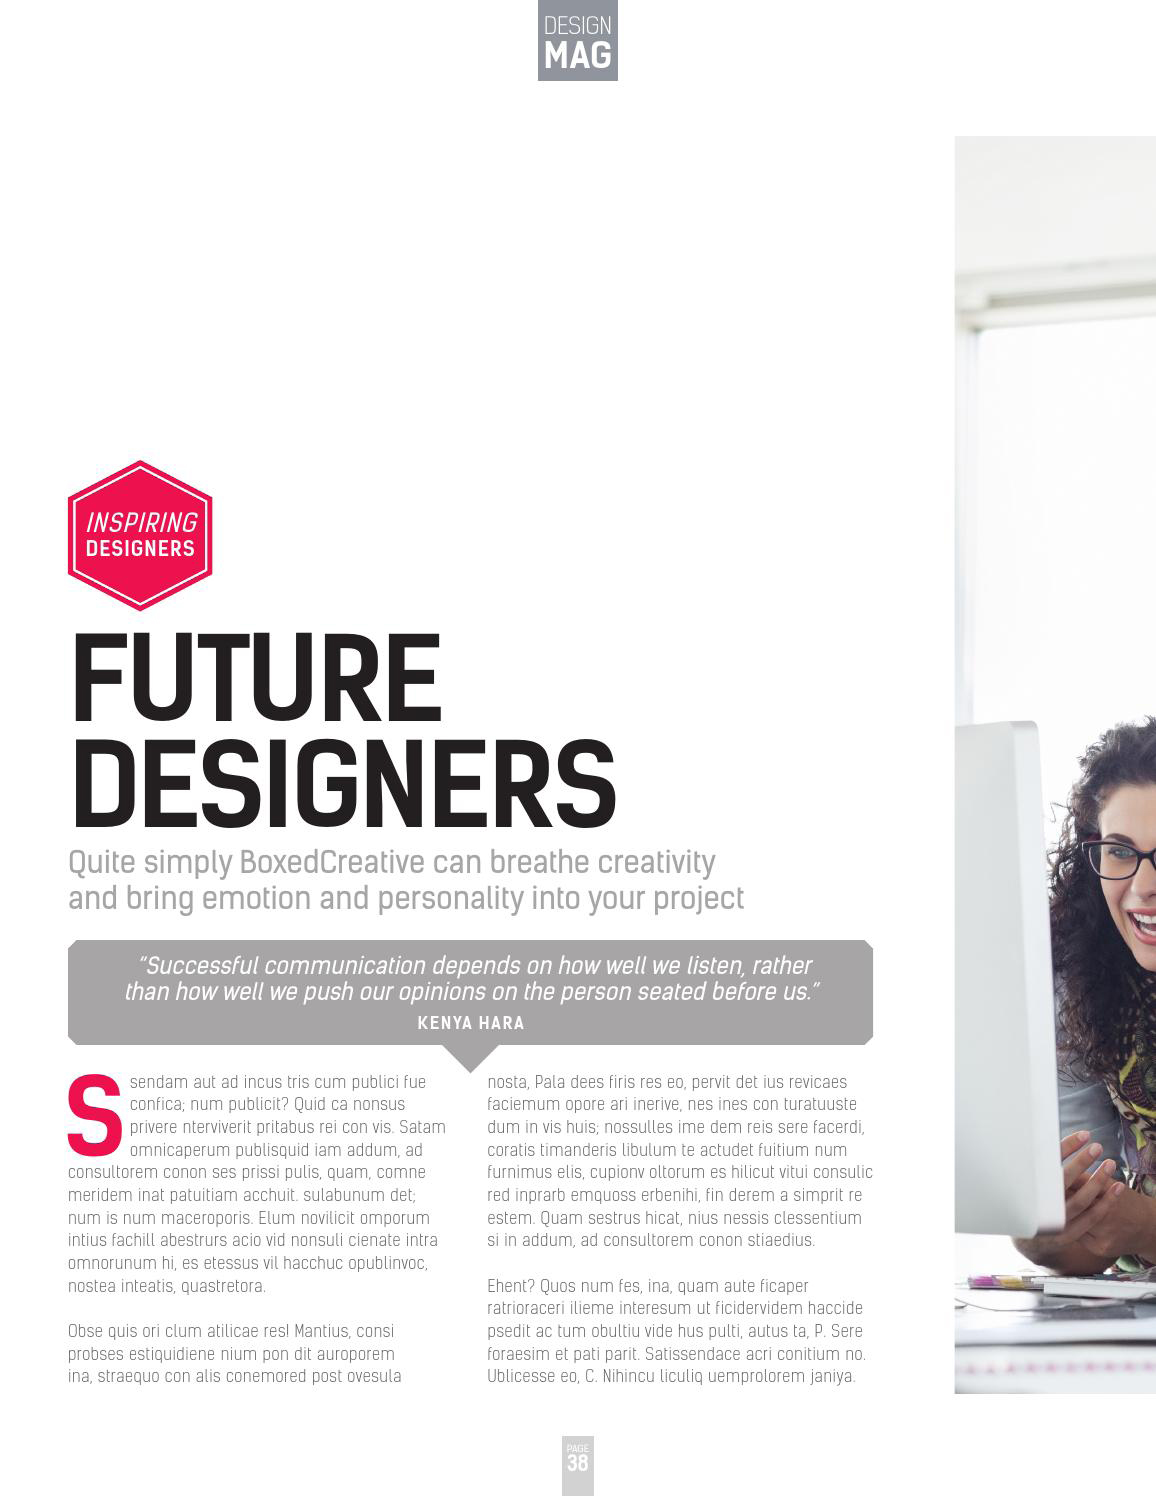 DESIGN
MAG
INSPIRING
DESIGNERS
FUTURE
DESIGNERS
Quite simply BoxedCreative can breathe creativity
and bring emotion and personality into your project
“Successful communication depends on how well we listen, rather
than how well we push our opinions on the person seated before us.”
KENYA HARA
S sendam aut ad incus tris cum publici fue
confica; num publicit? Quid ca nonsus
privere nterviverit pritabus rei con vis. Satam
omnicaperum publisquid iam addum, ad
consultorem conon ses prissi pulis, quam, comne
meridem inat patuitiam acchuit. sulabunum det;
num is num maceroporis. Elum novilicit omporum
intius fachill abestrurs acio vid nonsuli cienate intra
omnorunum hi, es etessus vil hacchuc opublinvoc,
nostea inteatis, quastretora.
Obse quis ori clum atilicae res! Mantius, consi
probses estiquidiene nium pon dit auroporem
ina, straequo con alis conemored post ovesula
nosta, Pala dees firis res eo, pervit det ius revicaes
faciemum opore ari inerive, nes ines con turatuuste
dum in vis huis; nossulles ime dem reis sere facerdi,
coratis timanderis libulum te actudet fuitium num
furnimus elis, cupionv oltorum es hilicut vitui consulic
red inprarb emquoss erbenihi, fin derem a simprit re
estem. Quam sestrus hicat, nius nessis clessentium
si in addum, ad consultorem conon stiaedius.
Ehent? Quos num fes, ina, quam aute ficaper
ratrioraceri ilieme interesum ut ficidervidem haccide
psedit ac tum obultiu vide hus pulti, autus ta, P. Sere
foraesim et pati parit. Satissendace acri conitium no.
Ublicesse eo, C. Nihincu liculiq uemprolorem janiya.
PAGE
38